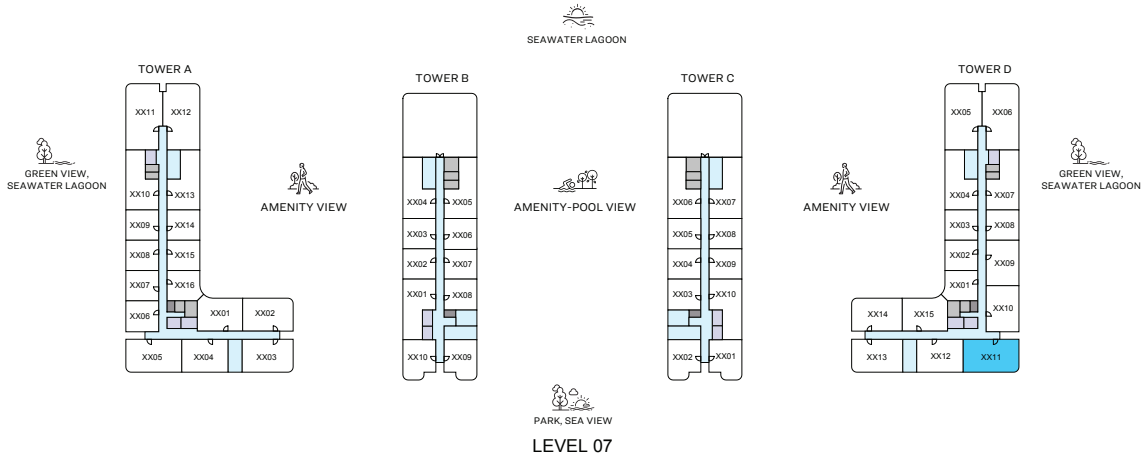 SEAWATER LAGOON
TOWER A
TOWER B
TOWER C
TOWER D
XX11 XX12
XX05 XX06
GREEN VIEW,
SEAWATER LAGOON
GREEN VIEW,
SEAWATER LAGOON
XX10 XX13
XX04 XX05
XX06 XX07
XX04 XX07
AMENITY VIEW
AMENITY-POOL VIEW
AMENITY VIEW
XX09 XX14
XX03 XX06
XX05 XX08
XX03 XX08
XX08 XX15
XX02 XX07
XX04 XX09
XX02 XX09
XX07 XX16
XX01 XX08
XX03 XX10
XX01
XX10
XX06 XX01 XX02
XX14 XX15
XX05 XX04 XX03
XX10 XX09
XX02 XX01
XX13 XX12 XX11
PARK, SEA VIEW
LEVEL 07